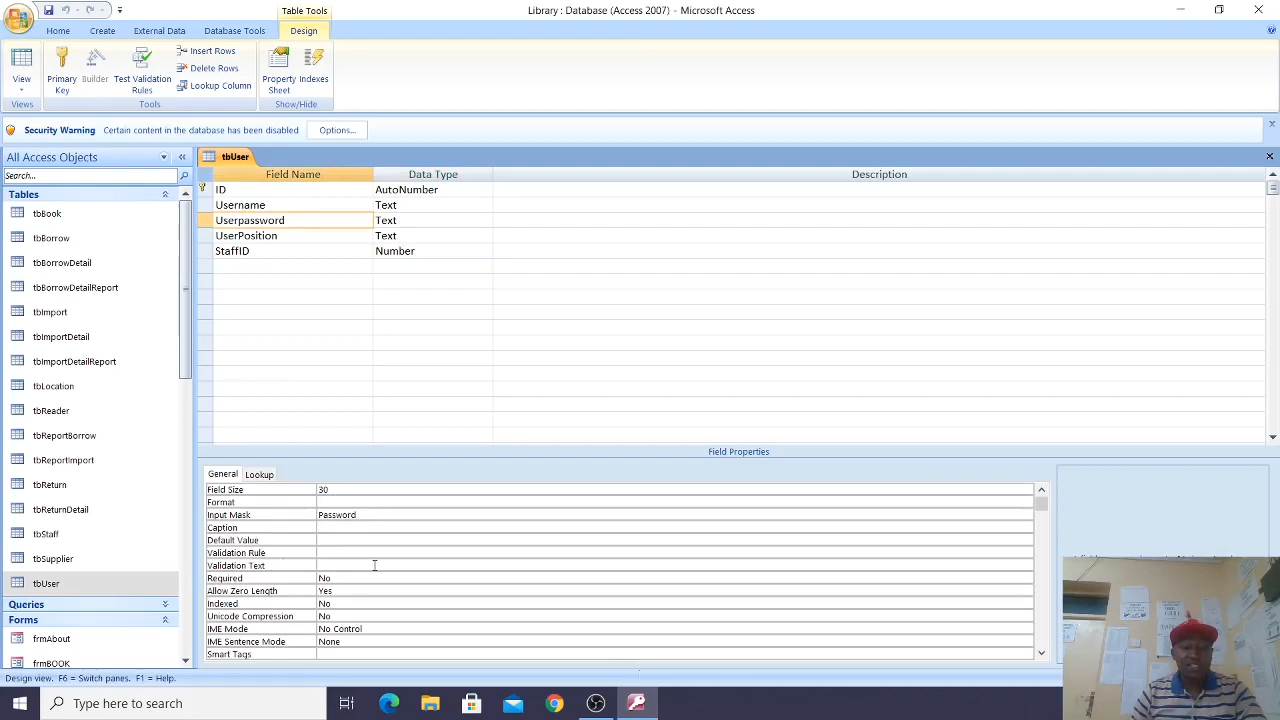 Table Tools
Library : Database (Access 2007) - Microsoft Access
Home
Create
External Data
Database Tools
Design
View
Primary Key
Builder
Test Validation Rules
Insert Rows
Delete Rows
Lookup Column
Property Sheet
Indexes
Views
Tools
Show/Hide
Security Warning
Certain content in the database has been disabled
Options...
All Access Objects
Search...
Tables
tbBook
tbBorrow
tbBorrowDetail
tbBorrowDetailReport
tbImport
tbImportDetail
tbImportDetailReport
tbLocation
tbReader
tbReportBorrow
tbReportImport
tbReturn
tbReturnDetail
tbStaff
tbSupplier
tbUser
Queries
Forms
frmAbout
frmBOOK
tbUser
Field Name Data Type Description
ID AutoNumber
Username Text
Userpassword Text
UserPosition Text
StaffID Number
Field Properties
General Lookup
Field Size 30
Format
Input Mask Password
Caption
Default Value
Validation Rule
Validation Text
Required No
Allow Zero Length Yes
Indexed No
Unicode Compression No
IME Mode No Control
IME Sentence Mode None
Smart Tags
Design view. F6 = Switch panes. F1 = Help.
Type here to search